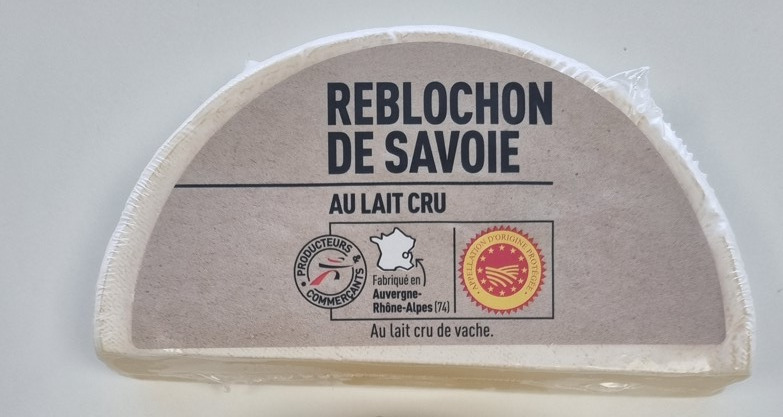 REBLOCHON
DE SAVOIE
AU LAIT CRU
PRODUCTEURS
& COMMERÇANTS
Fabriqué en
Auvergne-
Rhône-Alpes (74)
APPELLATION D'ORIGINE PROTÉGÉE
Au lait cru de vache.